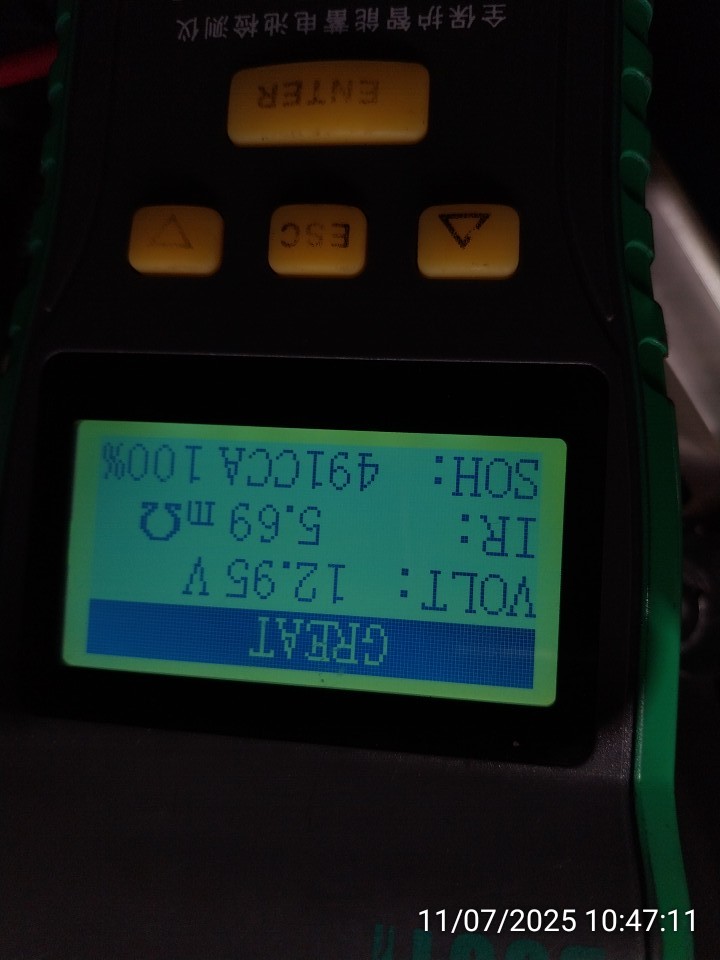 GREAT
VOLT: 12.95 V
IR: 5.69 mΩ
SOH: 491CCA 100%
ESC
ENTER
全保护智能蓄电池检测仪
11/07/2025 10:47:11